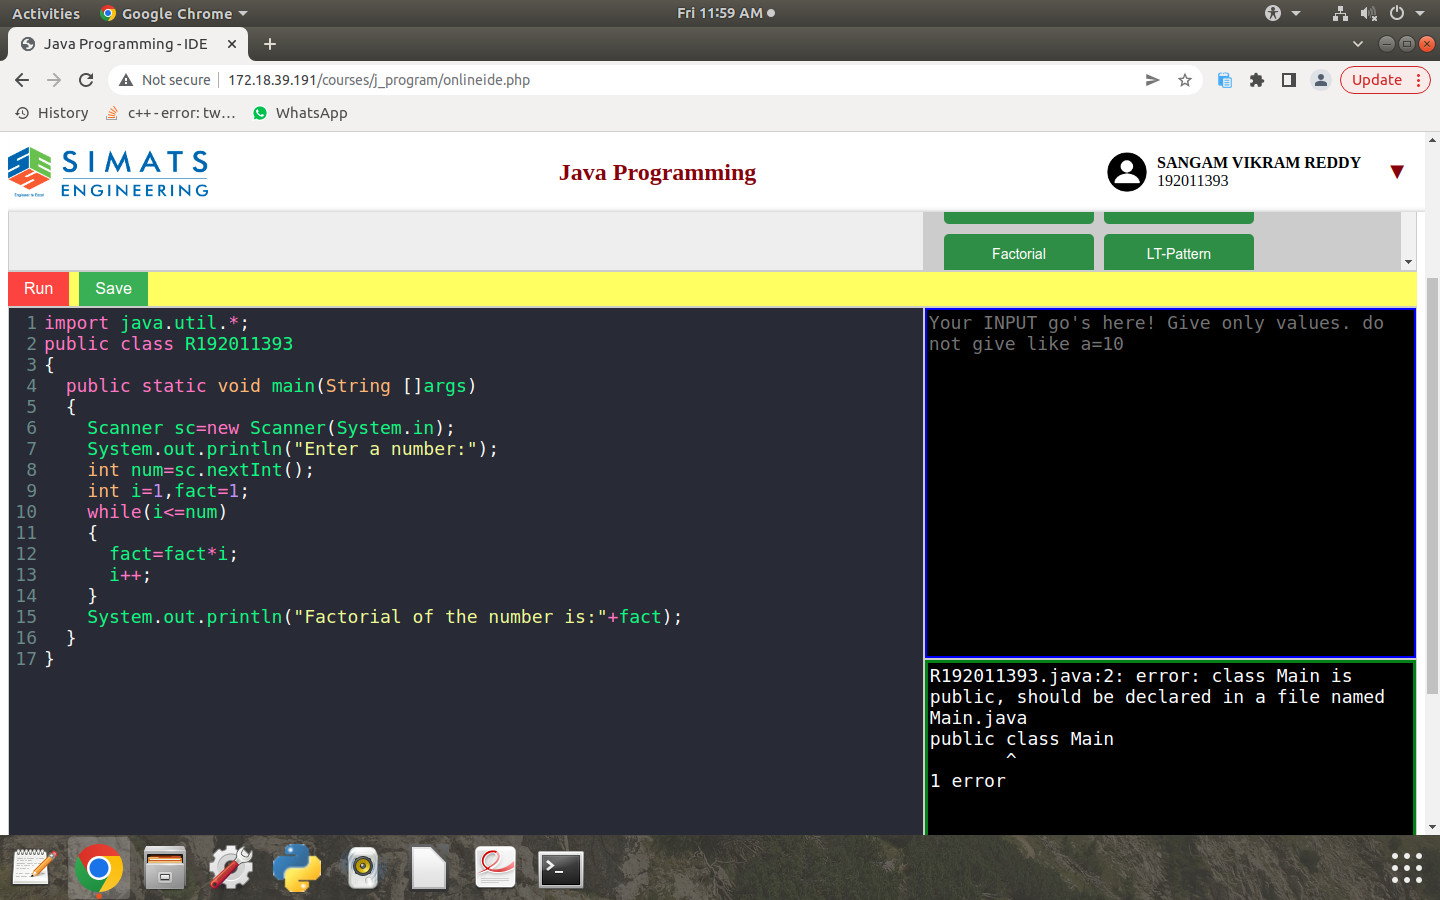 Activities
Google Chrome
Fri 11:59 AM
Java Programming - IDE
Not secure
172.18.39.191/courses/j_program/onlineide.php
Update
History
c++ - error: tw...
WhatsApp
SIMATS
ENGINEERING
Java Programming
SANGAM VIKRAM REDDY
192011393
Factorial
LT-Pattern
Run
Save
1 import java.util.*;
2 public class R192011393
3 {
4   public static void main(String []args)
5   {
6     Scanner sc=new Scanner(System.in);
7     System.out.println("Enter a number:");
8     int num=sc.nextInt();
9     int i=1,fact=1;
10     while(i<=num)
11     {
12       fact=fact*i;
13       i++;
14     }
15     System.out.println("Factorial of the number is:"+fact);
16   }
17 }
Your INPUT go's here! Give only values. do
not give like a=10
R192011393.java:2: error: class Main is
public, should be declared in a file named
Main.java
public class Main
       ^
1 error